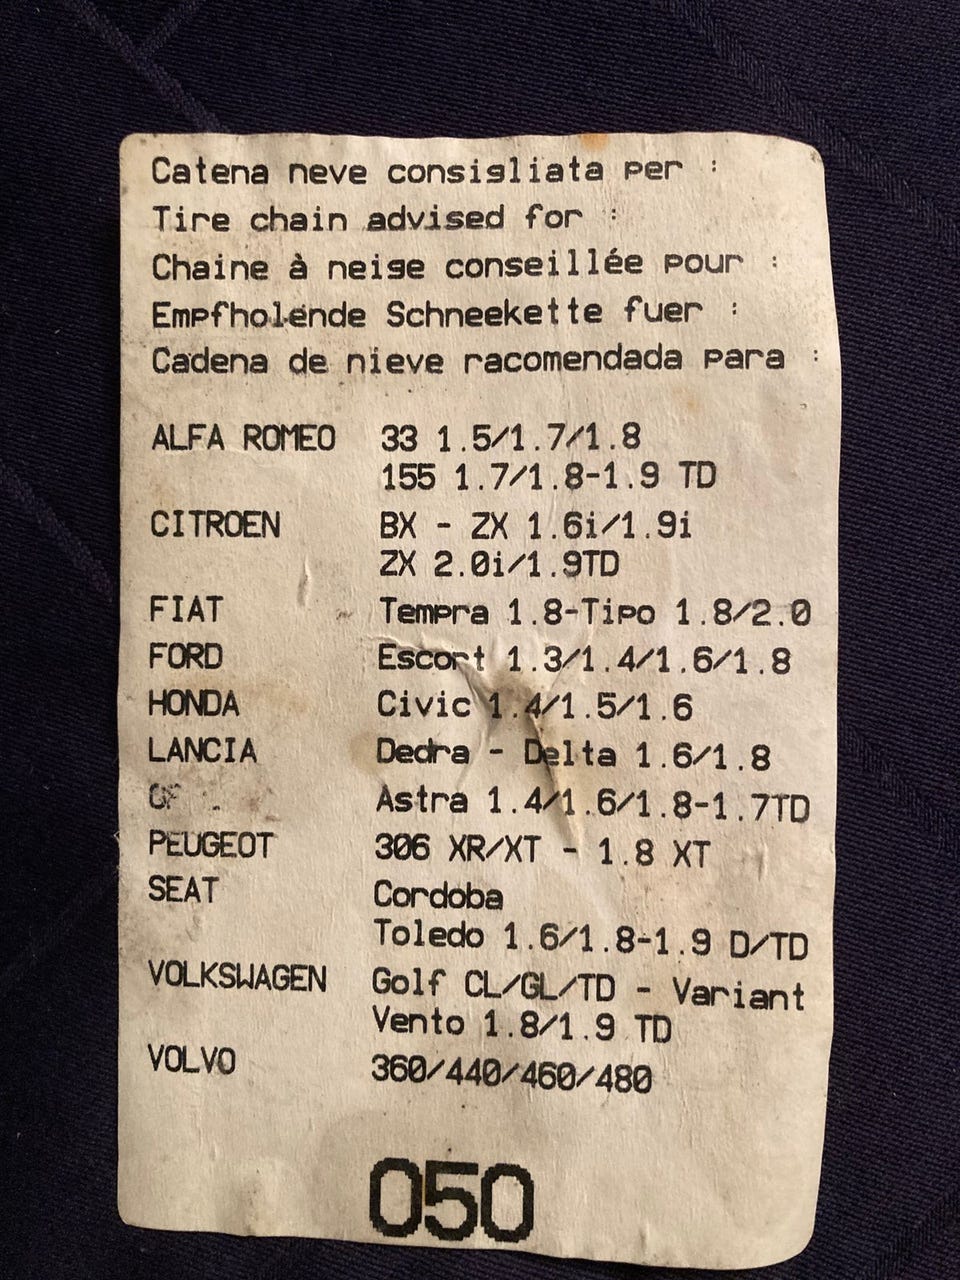 Catena neve consigliata per :
Tire chain advised for :
Chaine à neige conseillée pour :
Empfholende Schneekette fuer :
Cadena de nieve racomendada para :
ALFA ROMEO 33 1.5/1.7/1.8
155 1.7/1.8-1.9 TD
CITROEN BX - ZX 1.6i/1.9i
ZX 2.0i/1.9TD
FIAT Tempra 1.8-Tipo 1.8/2.0
FORD Escort 1.3/1.4/1.6/1.8
HONDA Civic 1.4/1.5/1.6
LANCIA Dedra - Delta 1.6/1.8
Astra 1.4/1.6/1.8-1.7TD
PEUGEOT 306 XR/XT - 1.8 XT
SEAT Cordoba
Toledo 1.6/1.8-1.9 D/TD
VOLKSWAGEN Golf CL/GL/TD - Variant
Vento 1.8/1.9 TD
VOLVO 360/440/460/480
050